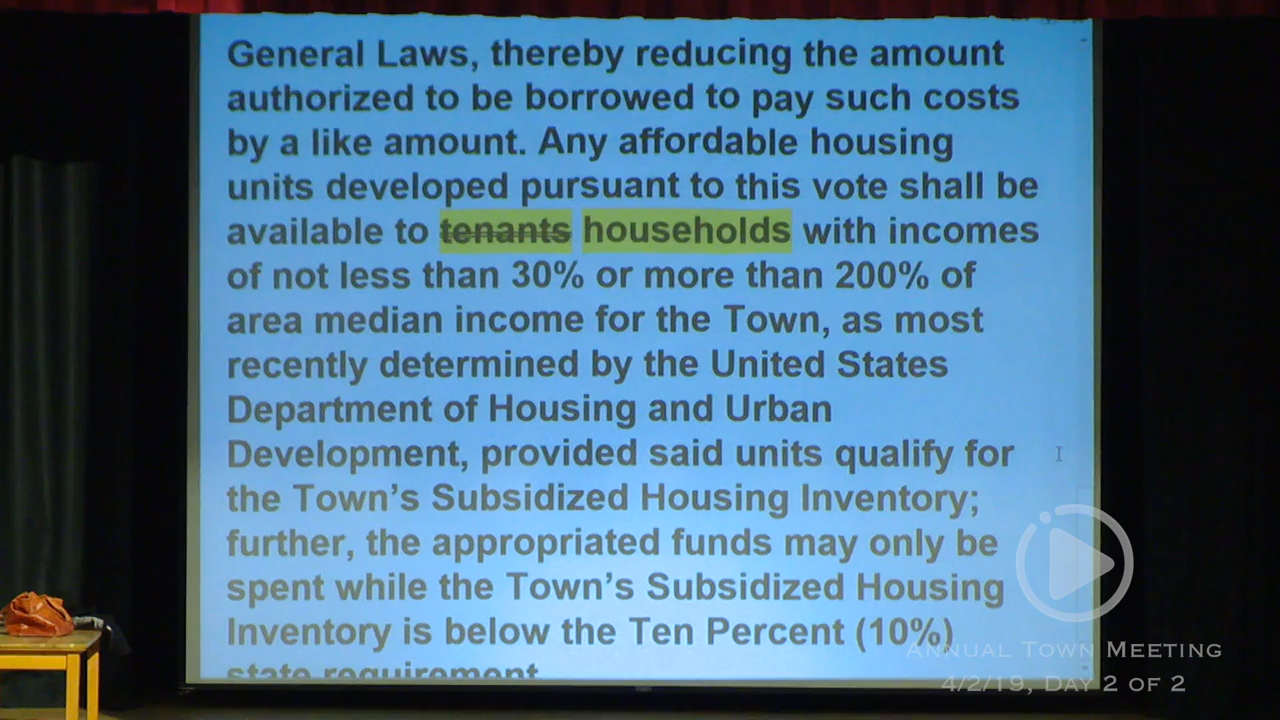 General Laws, thereby reducing the amount
authorized to be borrowed to pay such costs
by a like amount. Any affordable housing
units developed pursuant to this vote shall be
available to tenants households with incomes
of not less than 30% or more than 200% of
area median income for the Town, as most
recently determined by the United States
Department of Housing and Urban
Development, provided said units qualify for
the Town’s Subsidized Housing Inventory;
further, the appropriated funds may only be
spent while the Town’s Subsidized Housing
Inventory is below the Ten Percent (10%)
state requirement
Annual Town Meeting
4/2/19, Day 2 of 2